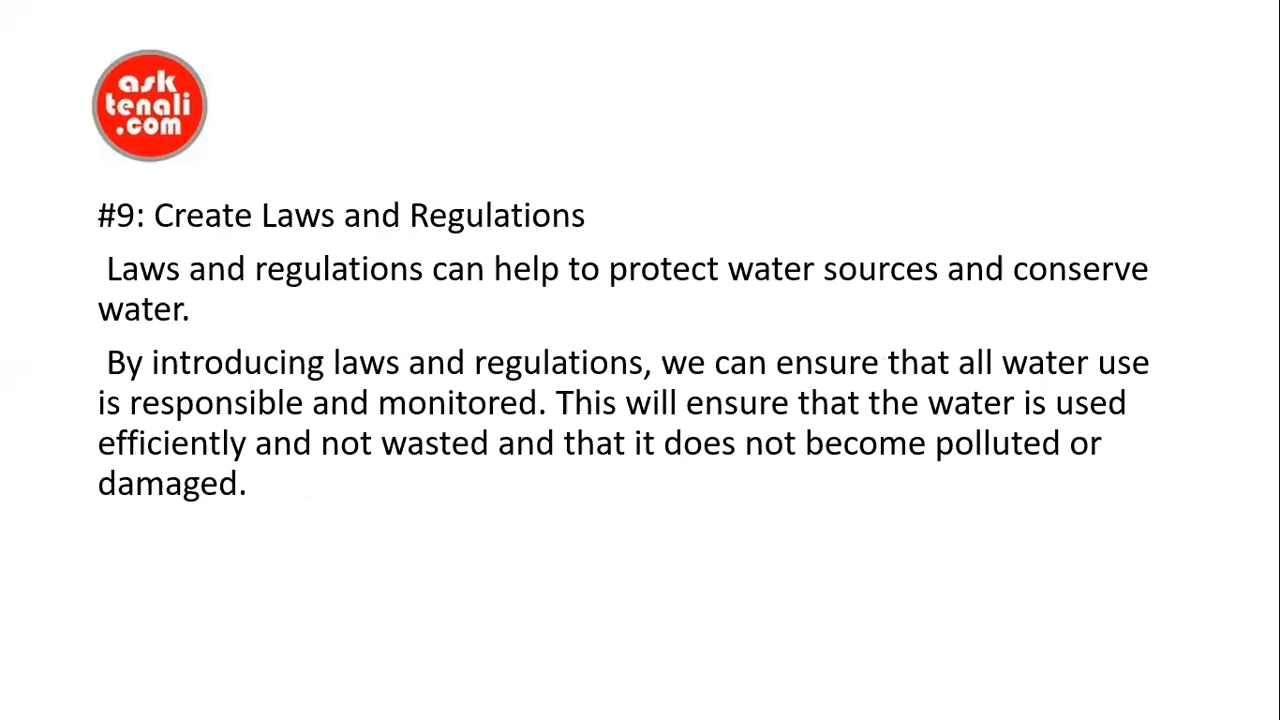 ask
tenali
.com
#9: Create Laws and Regulations
Laws and regulations can help to protect water sources and conserve
water.
By introducing laws and regulations, we can ensure that all water use
is responsible and monitored. This will ensure that the water is used
efficiently and not wasted and that it does not become polluted or
damaged.